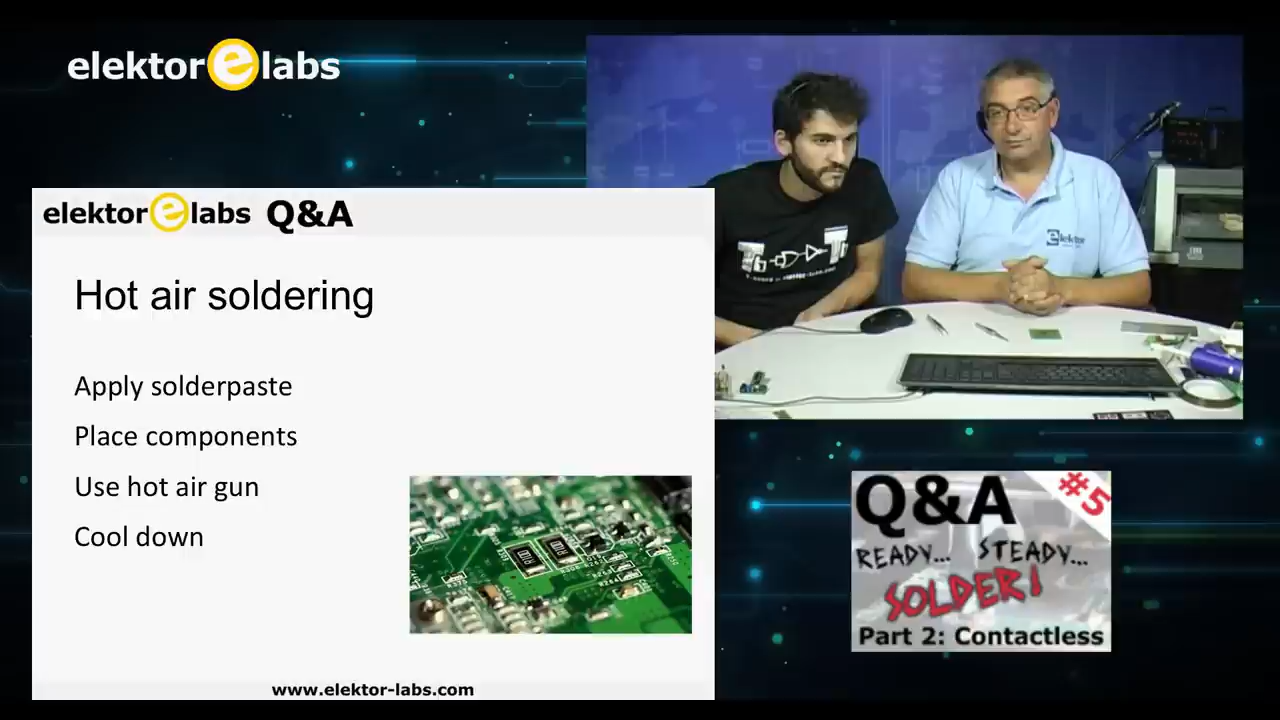 elektor e labs
elektor e labs Q&A
Hot air soldering
Apply solderpaste
Place components
Use hot air gun
Cool down
www.elektor-labs.com
elektor
Q&A
#5
READY... STEADY...
SOLDER!
Part 2: Contactless